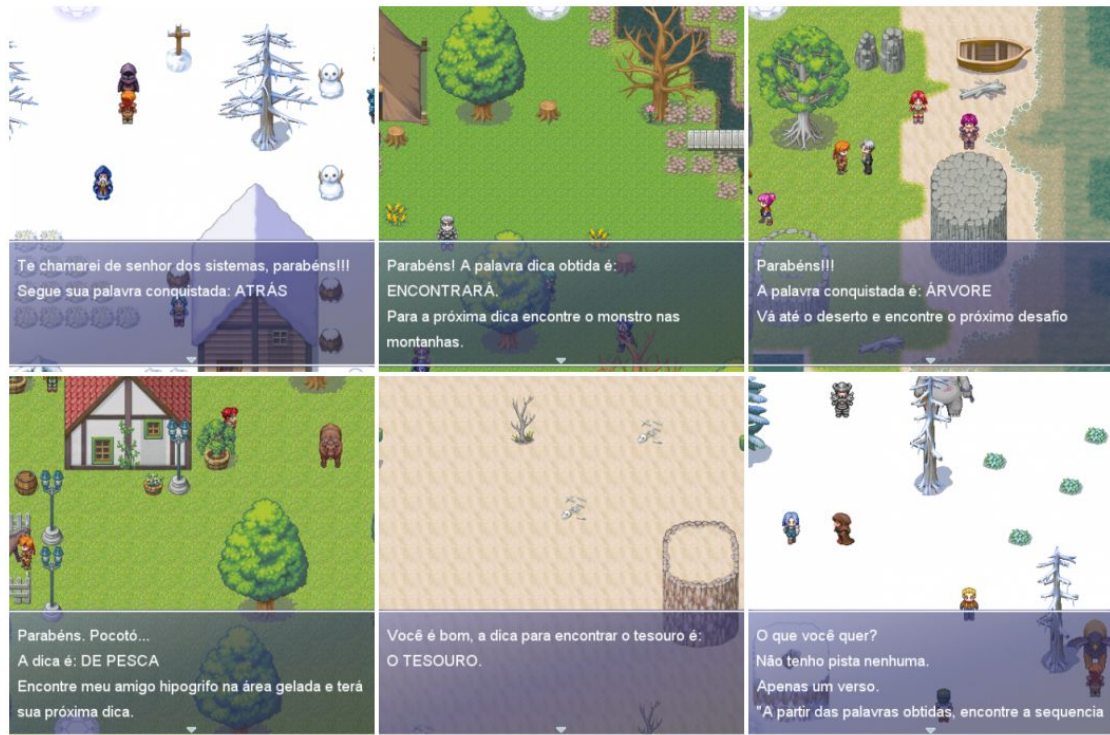 Te chamarei de senhor dos sistemas, parabéns!!!
Segue sua palavra conquistada: ATRÁS
Parabéns! A palavra dica obtida é:
ENCONTRARÁ.
Para a próxima dica encontre o monstro nas
montanhas.
Parabéns!!!
A palavra conquistada é: ÁRVORE
Vá até o deserto e encontre o próximo desafio
Parabéns. Pocotó...
A dica é: DE PESCA
Encontre meu amigo hipogrifo na área gelada e terá
sua próxima dica.
Você é bom, a dica para encontrar o tesouro é:
O TESOURO.
O que você quer?
Não tenho pista nenhuma.
Apenas um verso.
"A partir das palavras obtidas, encontre a sequencia